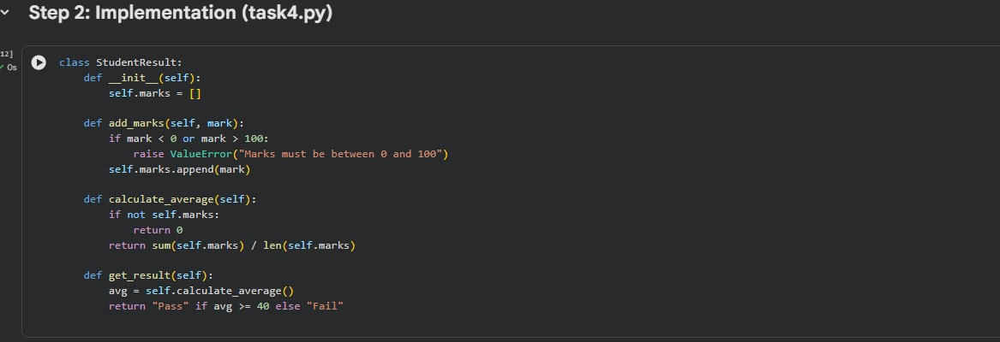 Step 2: Implementation (task4.py)
12]
0s
class StudentResult:
    def __init__(self):
        self.marks = []

    def add_marks(self, mark):
        if mark < 0 or mark > 100:
            raise ValueError("Marks must be between 0 and 100")
        self.marks.append(mark)

    def calculate_average(self):
        if not self.marks:
            return 0
        return sum(self.marks) / len(self.marks)

    def get_result(self):
        avg = self.calculate_average()
        return "Pass" if avg >= 40 else "Fail"